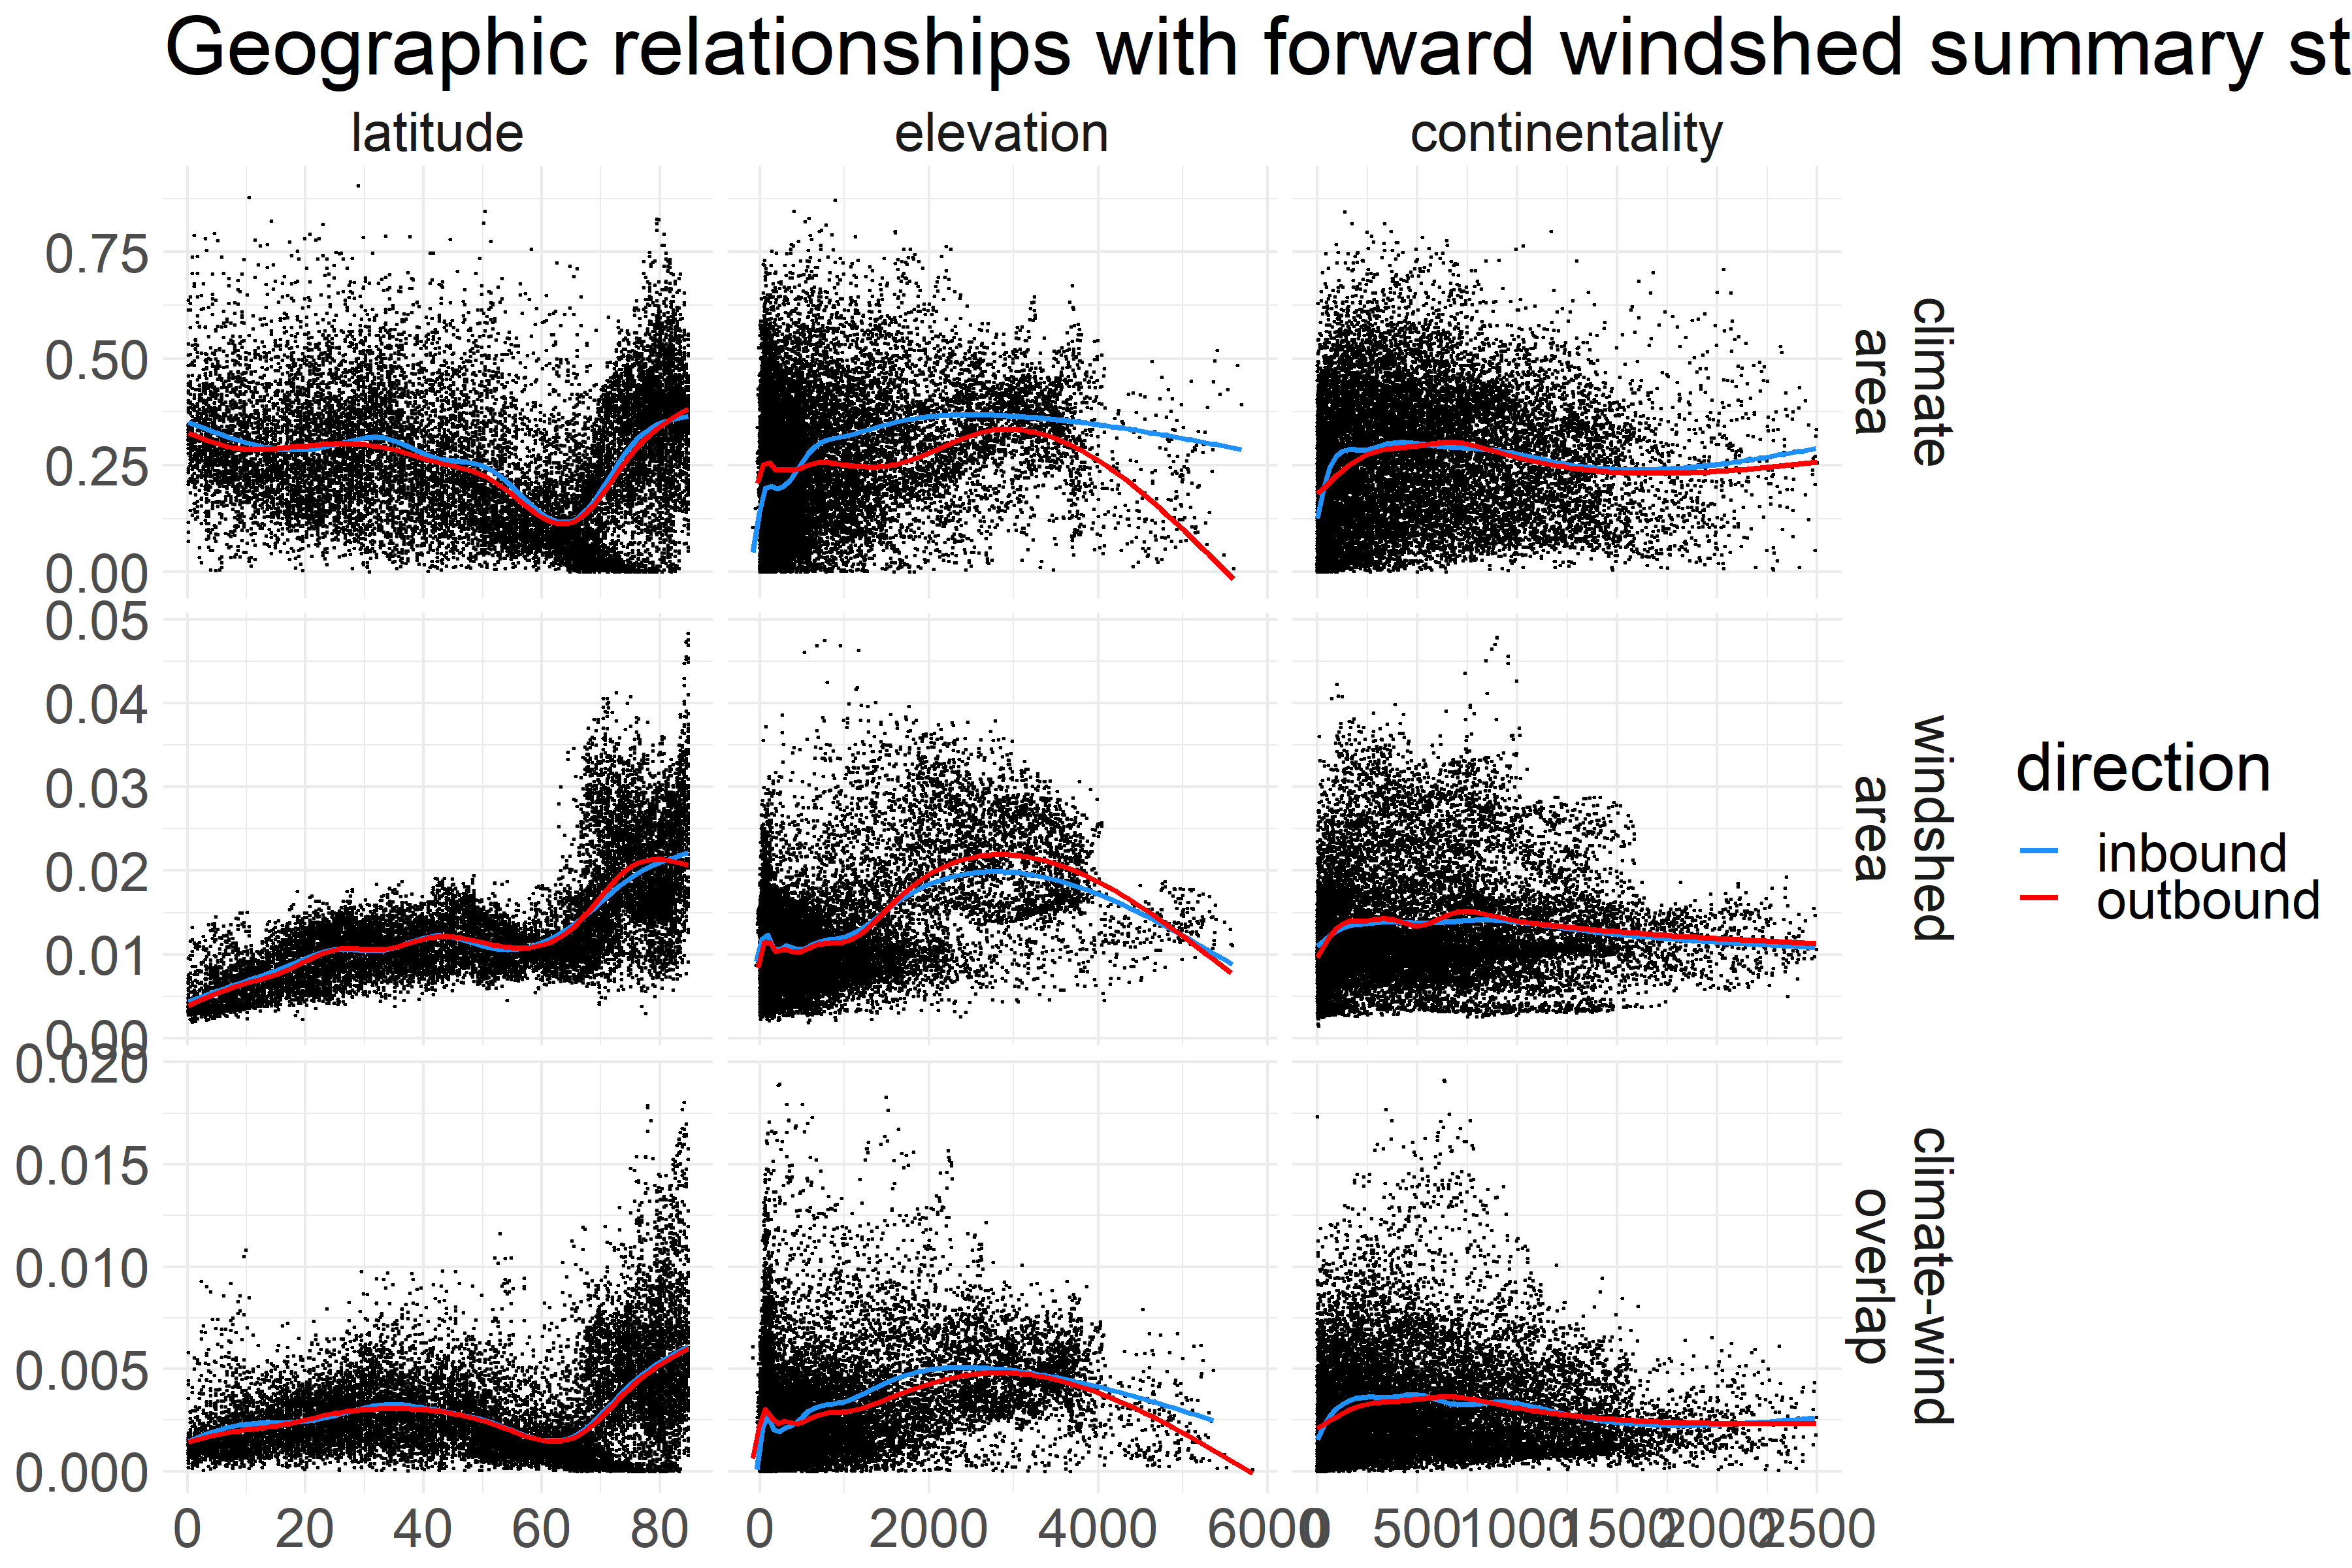 Geographic relationships with forward windshed summary st
latitude elevation continentality
0.75
0.50
0.25
0.00
climate
area
0.05
0.04
0.03
0.02
0.01
0.00
windshed
area
0.020
0.015
0.010
0.005
0.000
climate-wind
overlap
0 20 40 60 80
0 2000 4000 6000
0 500 1000 1500 2000 2500
direction
inbound
outbound